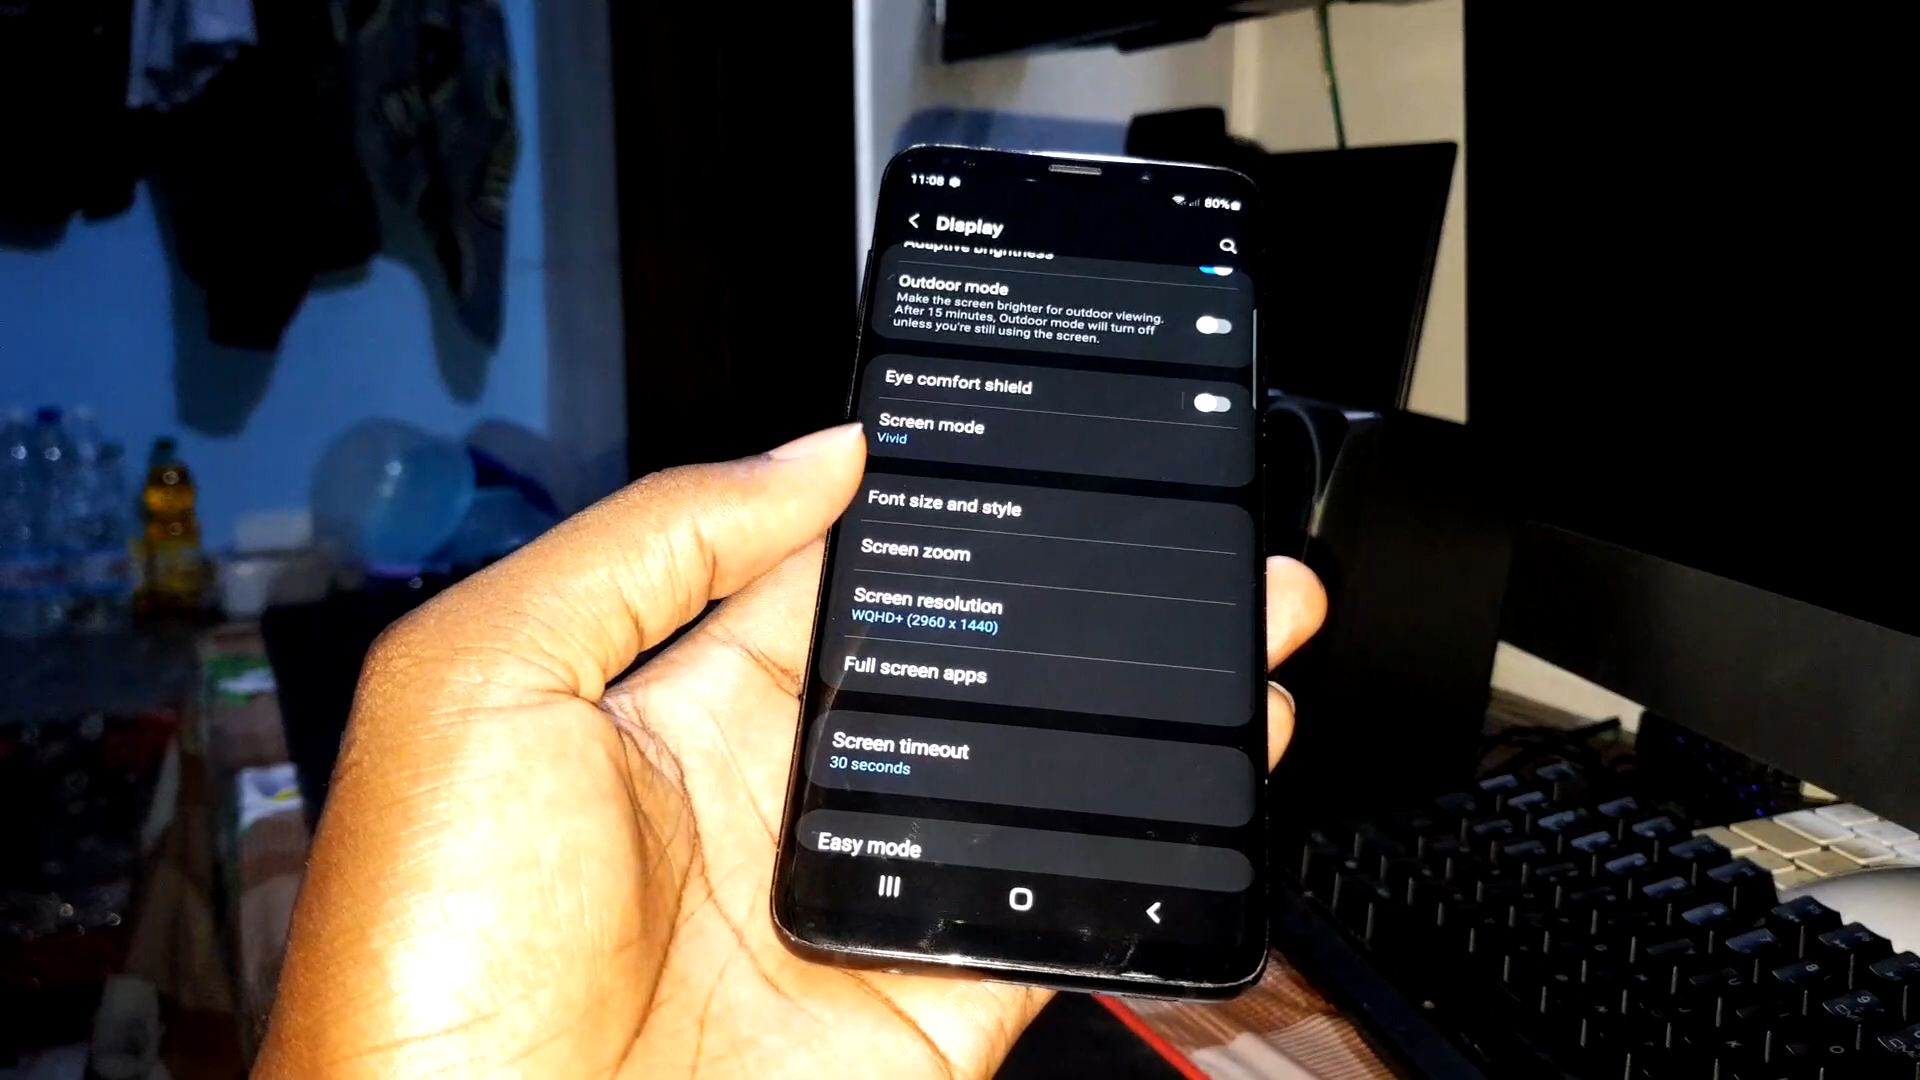 11:08
80%
Display
Adaptive brightness
Outdoor mode
Make the screen brighter for outdoor viewing.
After 15 minutes, Outdoor mode will turn off
unless you're still using the screen.
Eye comfort shield
Screen mode
Vivid
Font size and style
Screen zoom
Screen resolution
WQHD+ (2960 x 1440)
Full screen apps
Screen timeout
30 seconds
Easy mode